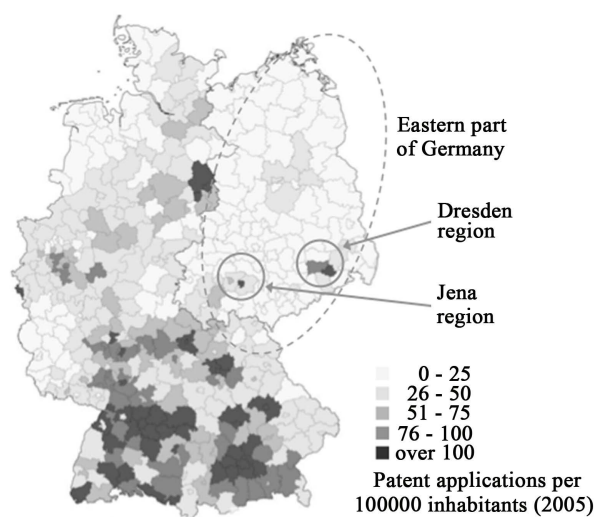 Eastern part
of Germany
Dresden
region
Jena
region
0 - 25
26 - 50
51 - 75
76 - 100
over 100
Patent applications per
100000 inhabitants (2005)